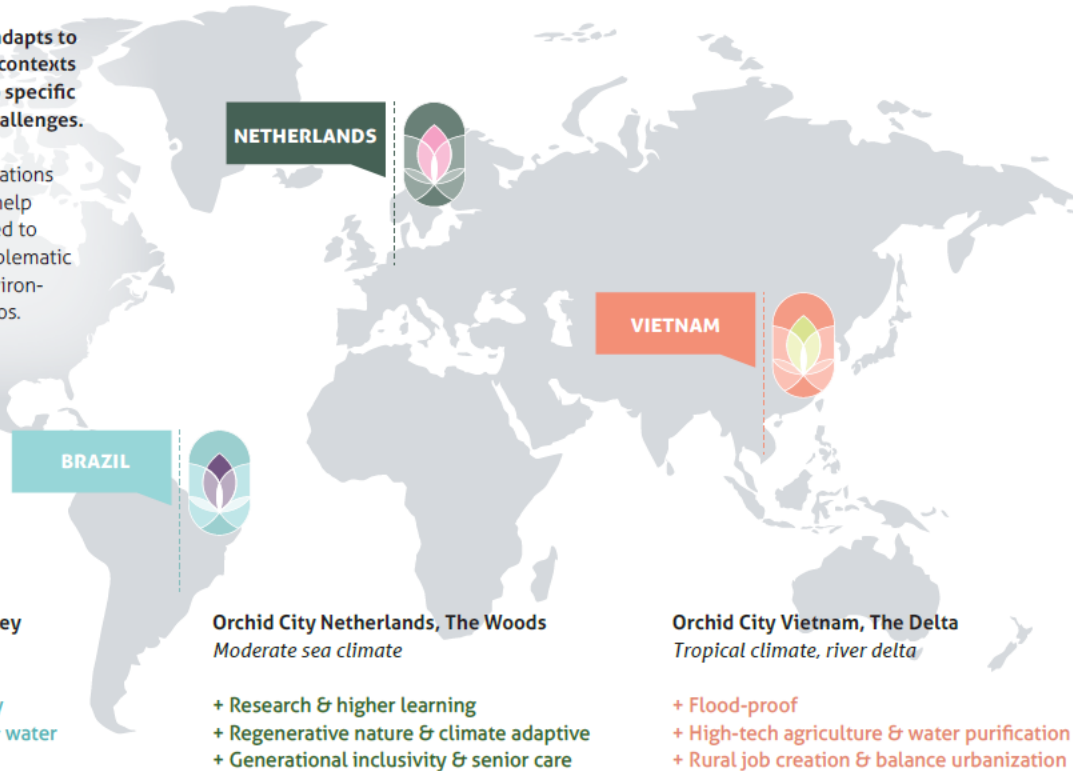 adapts to
contexts
specific
allenges.
ations
help
ed to
blematic
viron-
os.
NETHERLANDS
VIETNAM
BRAZIL
ey
y
water
Orchid City Netherlands, The Woods
Moderate sea climate
+ Research & higher learning
+ Regenerative nature & climate adaptive
+ Generational inclusivity & senior care
Orchid City Vietnam, The Delta
Tropical climate, river delta
+ Flood-proof
+ High-tech agriculture & water purification
+ Rural job creation & balance urbanization